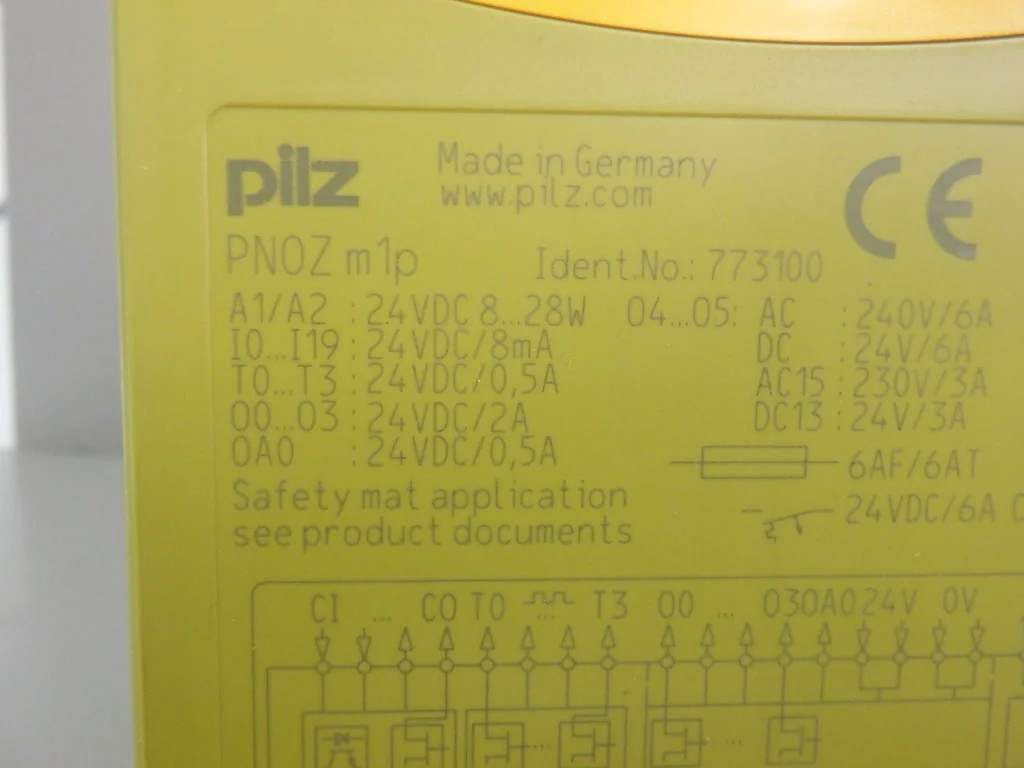 pilz
Made in Germany
www.pilz.com
CE
PNOZ m1p Ident.No.: 773100
A1/A2 : 24VDC 8...28W O4...O5: AC : 240V/6A
I0...I19 : 24VDC/8mA DC : 24V/6A
T0...T3 : 24VDC/0,5A AC15 : 230V/3A
O0...O3 : 24VDC/2A DC13 : 24V/3A
OA0 : 24VDC/0,5A 6AF/6AT
Safety mat application 24VDC/6A C
see product documents
CI ... CO T0 ... T3 O0 ... O3 OA0 24V 0V